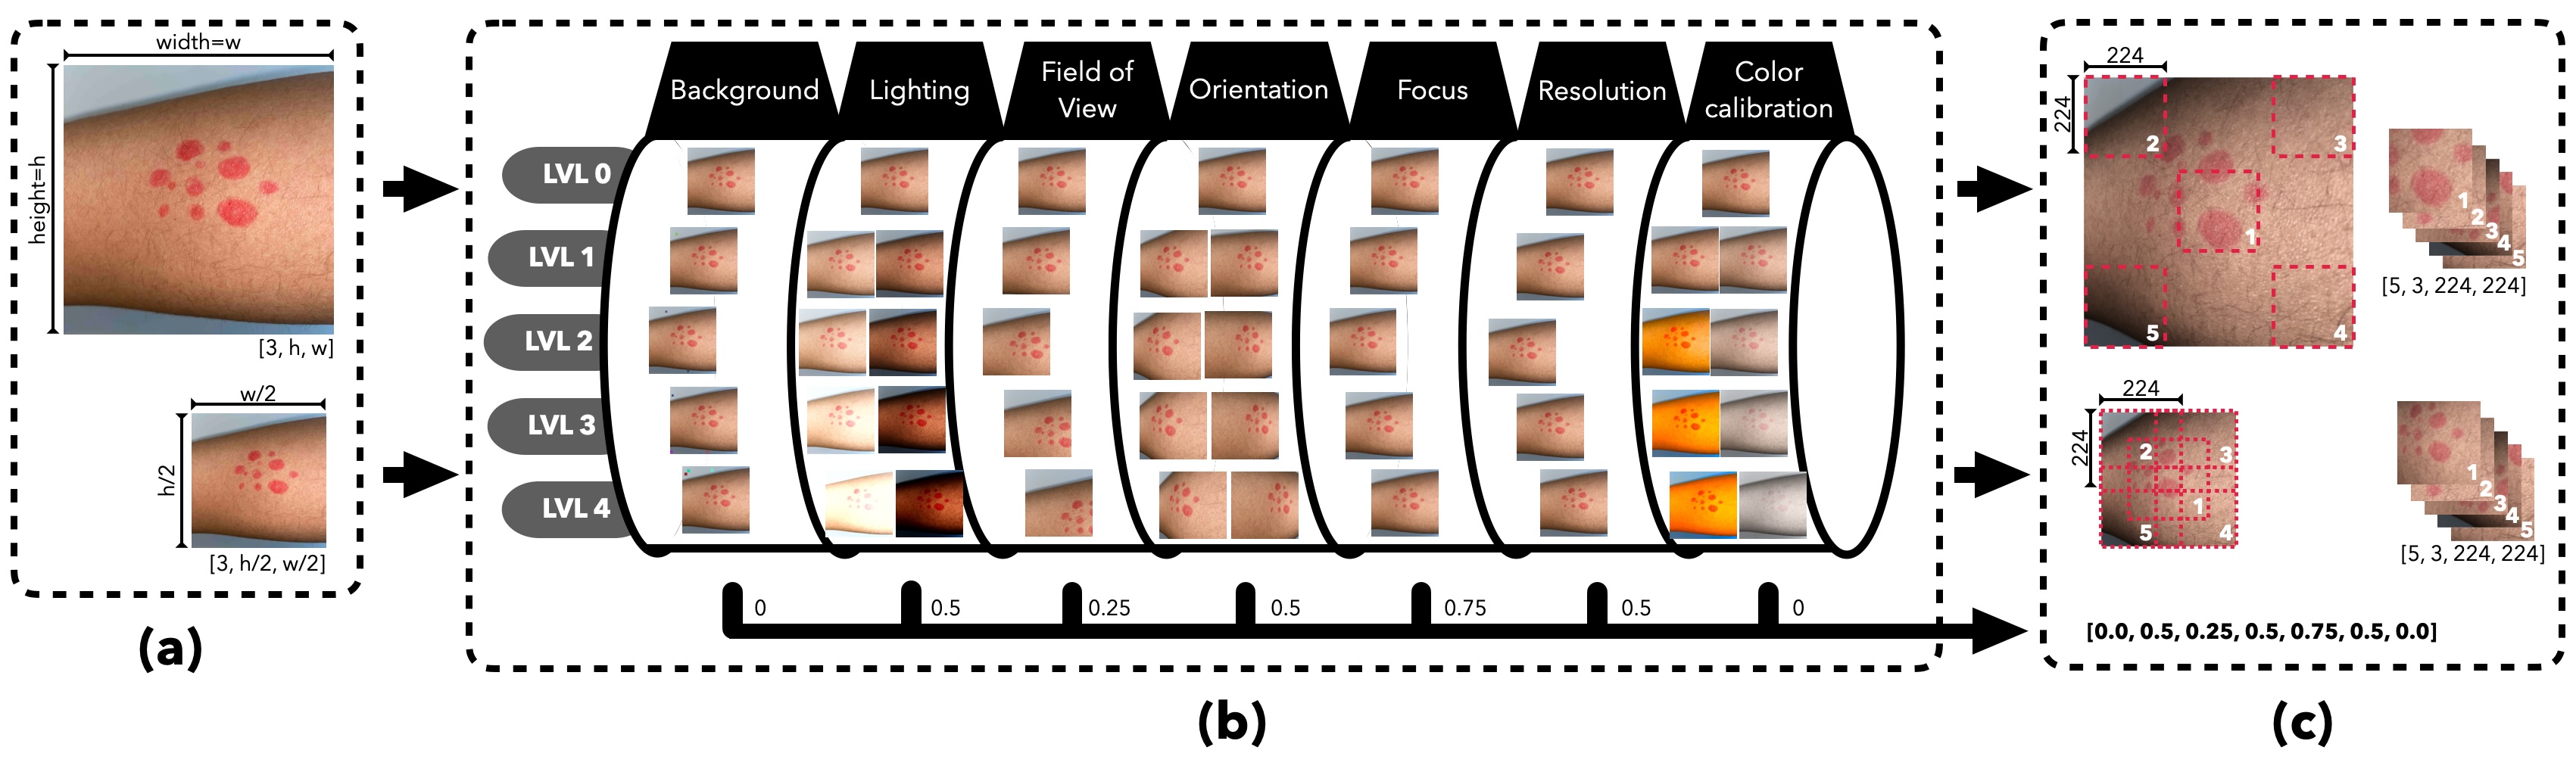 width=w
height=h
[3, h, w]
w/2
h/2
[3, h/2, w/2]
(a)
Background
Lighting
Field of
View
Orientation
Focus
Resolution
Color
calibration
LVL 0
LVL 1
LVL 2
LVL 3
LVL 4
0
0.5
0.25
0.5
0.75
0.5
0
(b)
224
224
2
3
1
5
4
1
2
3
4
5
[5, 3, 224, 224]
224
224
2
3
1
5
4
1
2
3
4
5
[5, 3, 224, 224]
[0.0, 0.5, 0.25, 0.5, 0.75, 0.5, 0.0]
(c)